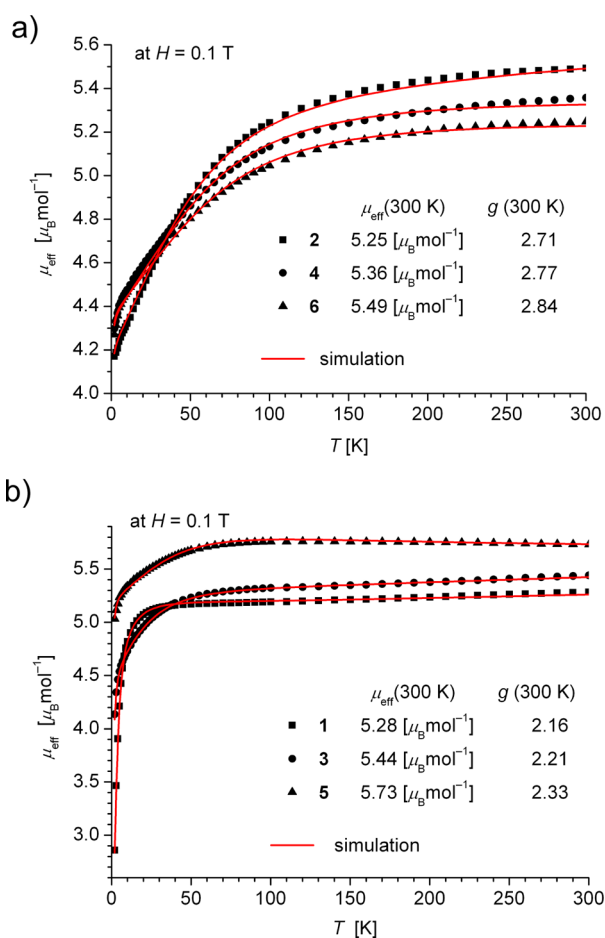 a)
at H = 0.1 T
μeff [μBmol⁻¹]
5.6
5.4
5.2
5.0
4.8
4.6
4.4
4.2
4.0
μeff(300 K) g (300 K)
2 5.25 [μBmol⁻¹] 2.71
4 5.36 [μBmol⁻¹] 2.77
6 5.49 [μBmol⁻¹] 2.84
simulation
0 50 100 150 200 250 300
T [K]
b)
at H = 0.1 T
μeff [μBmol⁻¹]
5.5
5.0
4.5
4.0
3.5
3.0
μeff(300 K) g (300 K)
1 5.28 [μBmol⁻¹] 2.16
3 5.44 [μBmol⁻¹] 2.21
5 5.73 [μBmol⁻¹] 2.33
simulation
0 50 100 150 200 250 300
T [K]